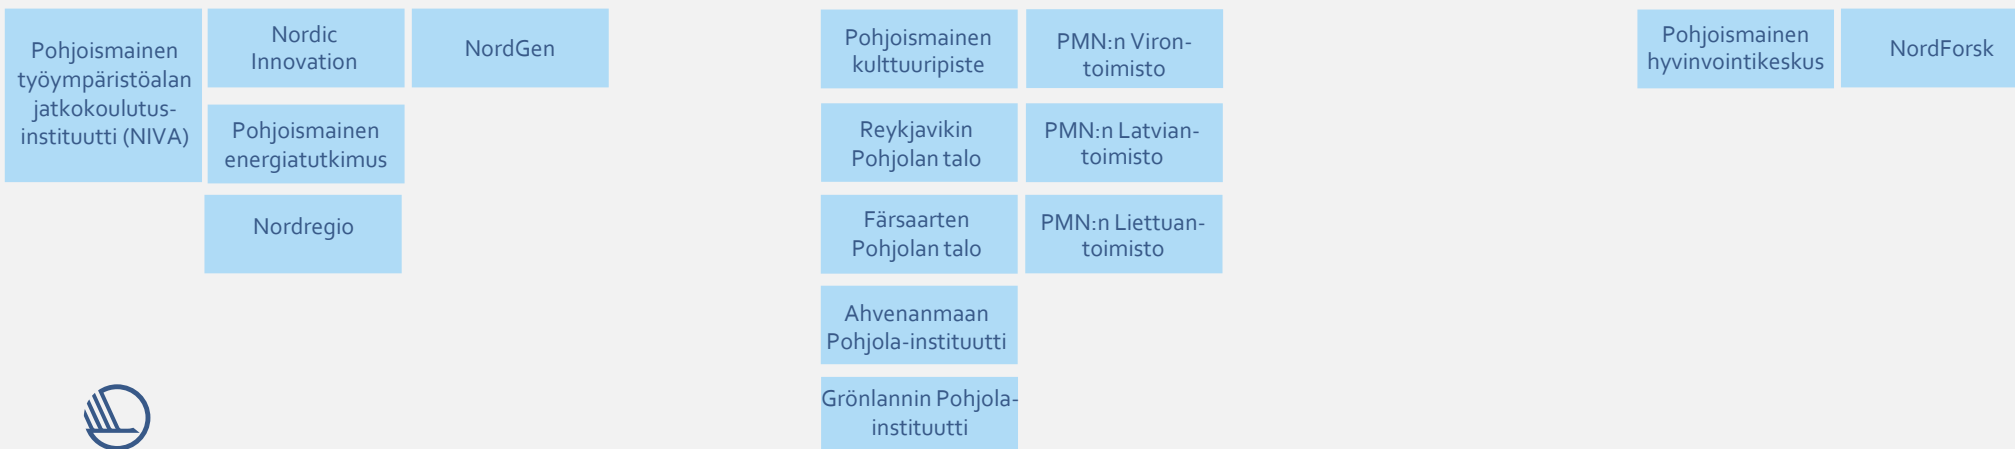 Pohjoismainen
työympäristöalan
jatkokoulutus-
instituutti (NIVA)
Nordic
Innovation
NordGen
Pohjoismainen
energiatutkimus
Nordregio
Pohjoismainen
kulttuuripiste
PMN:n Viron-
toimisto
Reykjavikin
Pohjolan talo
PMN:n Latvian-
toimisto
Färsaarten
Pohjolan talo
PMN:n Liettuan-
toimisto
Ahvenanmaan
Pohjola-instituutti
Grönlannin Pohjola-
instituutti
Pohjoismainen
hyvinvointikeskus
NordForsk